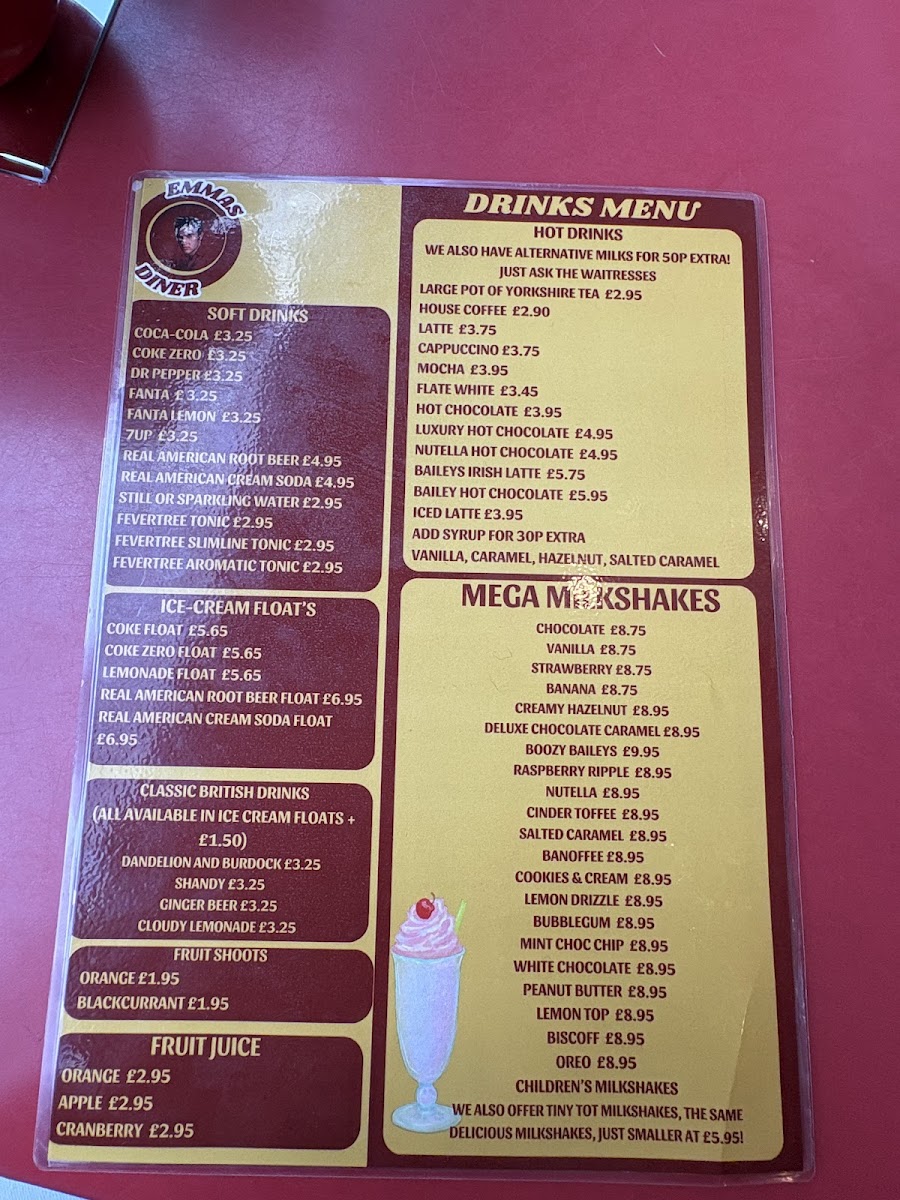 EMMAS
DINER
SOFT DRINKS
COCA-COLA £3.25
COKE ZERO £3.25
DR PEPPER £3.25
FANTA £ 3.25
FANTA LEMON £3.25
7UP £3.25
REAL AMERICAN ROOT BEER £4.95
REAL AMERICAN CREAM SODA £4.95
STILL OR SPARKLING WATER £2.95
FEVERTREE TONIC £2.95
FEVERTREE SLIMLINE TONIC £2.95
FEVERTREE AROMATIC TONIC £2.95
ICE-CREAM FLOAT'S
COKE FLOAT £5.65
COKE ZERO FLOAT £5.65
LEMONADE FLOAT £5.65
REAL AMERICAN ROOT BEER FLOAT £6.95
REAL AMERICAN CREAM SODA FLOAT
£6.95
CLASSIC BRITISH DRINKS
(ALL AVAILABLE IN ICE CREAM FLOATS +
£1.50)
DANDELION AND BURDOCK £3.25
SHANDY £3.25
GINGER BEER £3.25
CLOUDY LEMONADE £3.25
FRUIT SHOOTS
ORANGE £1.95
BLACKCURRANT £1.95
FRUIT JUICE
ORANGE £2.95
APPLE £2.95
CRANBERRY £2.95
DRINKS MENU
HOT DRINKS
WE ALSO HAVE ALTERNATIVE MILKS FOR 50P EXTRA!
JUST ASK THE WAITRESSES
LARGE POT OF YORKSHIRE TEA £2.95
HOUSE COFFEE £2.90
LATTE £3.75
CAPPUCCINO £3.75
MOCHA £3.95
FLATE WHITE £3.45
HOT CHOCOLATE £3.95
LUXURY HOT CHOCOLATE £4.95
NUTELLA HOT CHOCOLATE £4.95
BAILEYS IRISH LATTE £5.75
BAILEY HOT CHOCOLATE £5.95
ICED LATTE £3.95
ADD SYRUP FOR 30P EXTRA
VANILLA, CARAMEL, HAZELNUT, SALTED CARAMEL
MEGA MILKSHAKES
CHOCOLATE £8.75
VANILLA £8.75
STRAWBERRY £8.75
BANANA £8.75
CREAMY HAZELNUT £8.95
DELUXE CHOCOLATE CARAMEL £8.95
BOOZY BAILEYS £9.95
RASPBERRY RIPPLE £8.95
NUTELLA £8.95
CINDER TOFFEE £8.95
SALTED CARAMEL £8.95
BANOFFEE £8.95
COOKIES & CREAM £8.95
LEMON DRIZZLE £8.95
BUBBLEGUM £8.95
MINT CHOC CHIP £8.95
WHITE CHOCOLATE £8.95
PEANUT BUTTER £8.95
LEMON TOP £8.95
BISCOFF £8.95
OREO £8.95
CHILDREN'S MILKSHAKES
WE ALSO OFFER TINY TOT MILKSHAKES, THE SAME
DELICIOUS MILKSHAKES, JUST SMALLER AT £5.95!